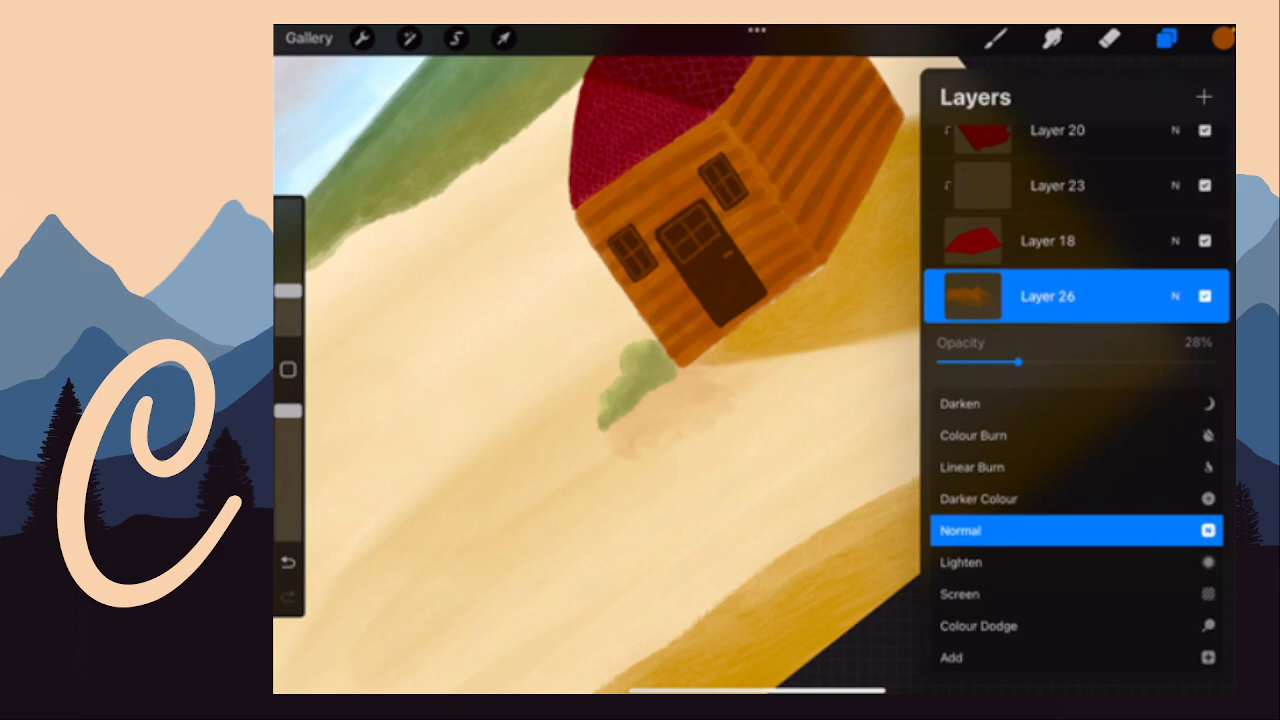 Gallery
Layers
Layer 20 N
Layer 23 N
Layer 18 N
Layer 26 N
Opacity 28%
Darken
Colour Burn
Linear Burn
Darker Colour
Normal N
Lighten
Screen
Colour Dodge
Add
C